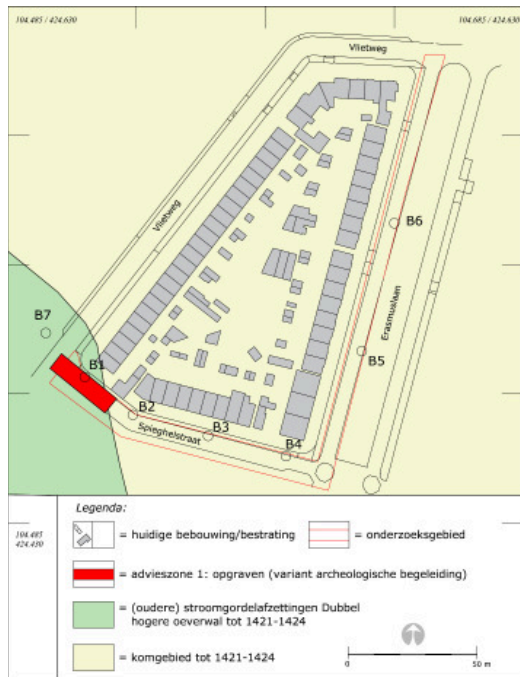 104.485 / 424.630
104.685 / 424.630
Vlietweg
Vlietweg
B6
Erasmuslaan
B7
B5
B1
B2
B3
Spieghelstraat
B4
Legenda:
104.485
424.430
= huidige bebouwing/bestrating
= onderzoeksgebied
= advieszone 1: opgraven (variant archeologische begeleiding)
= (oudere) stroomgordelafzettingen Dubbel
hogere oeverwal tot 1421-1424
= komgebied tot 1421-1424
0
50 m